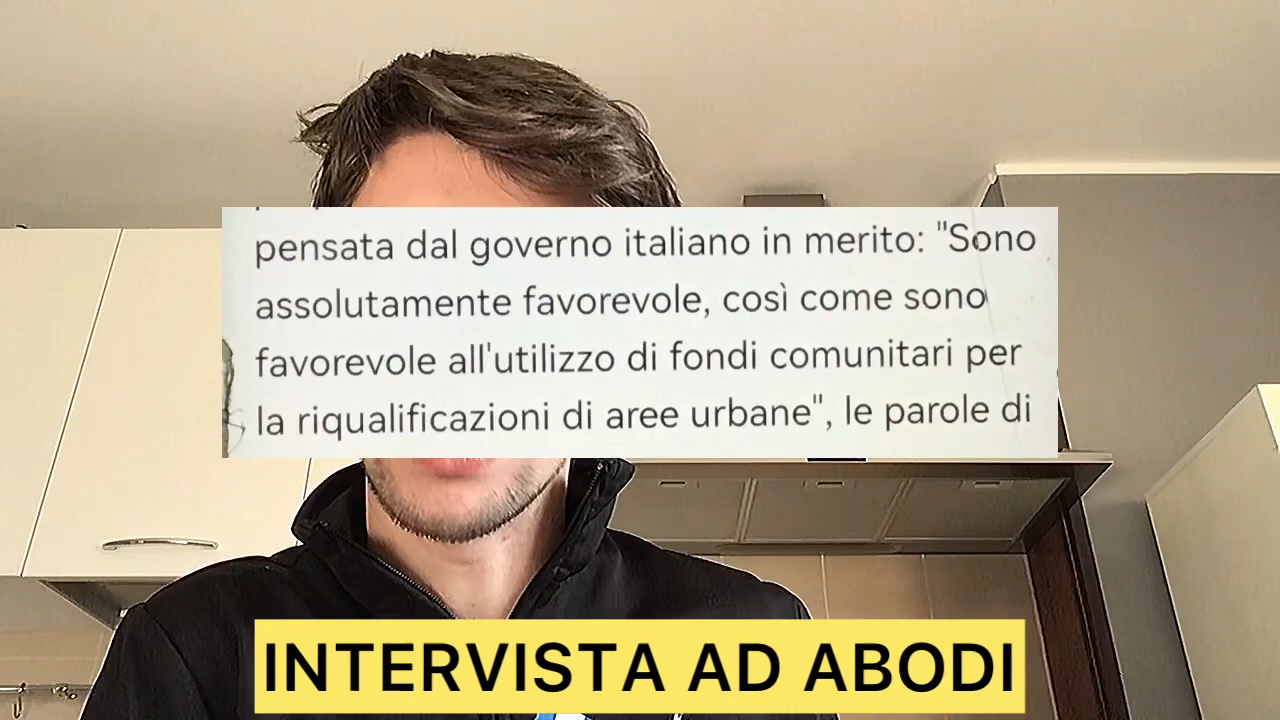 pensata dal governo italiano in merito: "Sono
assolutamente favorevole, così come sono
favorevole all'utilizzo di fondi comunitari per
la riqualificazioni di aree urbane", le parole di
INTERVISTA AD ABODI